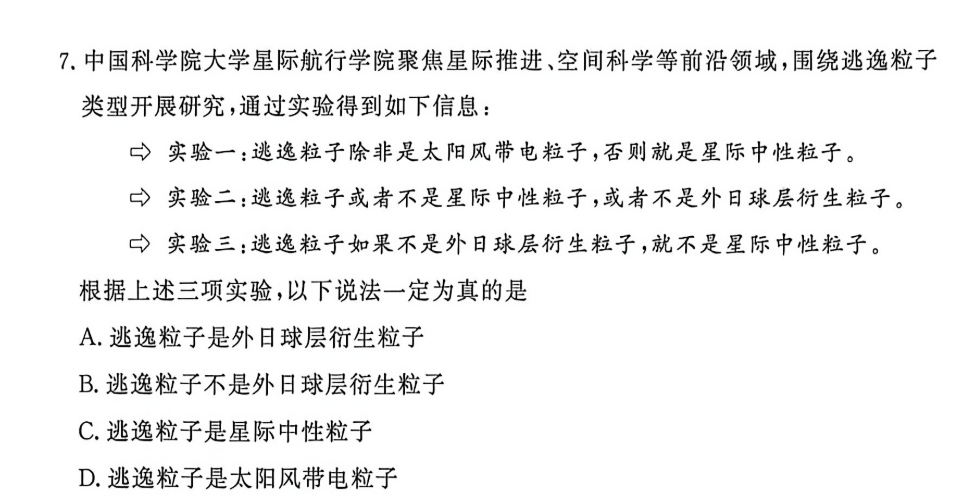 7. 中国科学院大学星际航行学院聚焦星际推进、空间科学等前沿领域,围绕逃逸粒子
类型开展研究,通过实验得到如下信息:
⇨ 实验一:逃逸粒子除非是太阳风带电粒子,否则就是星际中性粒子。
⇨ 实验二:逃逸粒子或者不是星际中性粒子,或者不是外日球层衍生粒子。
⇨ 实验三:逃逸粒子如果不是外日球层衍生粒子,就不是星际中性粒子。
根据上述三项实验,以下说法一定为真的是
A. 逃逸粒子是外日球层衍生粒子
B. 逃逸粒子不是外日球层衍生粒子
C. 逃逸粒子是星际中性粒子
D. 逃逸粒子是太阳风带电粒子